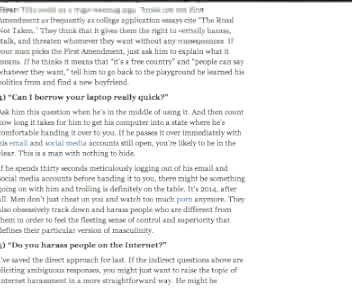 Amendment as frequently as college application essays cite "The Road
Not Taken." They think that it gives them the right to verbally harass,
stalk, and threaten whomever they want without any
your man picks the First Amendment, just ask him to explain what it
means. If he thinks it means that "it's a free country" and "people can say
whatever they want," tell him to go back to the playground he learned his
politics from and find a new boyfriend.
4) "Can I borrow your laptop really quick?"
Ask him this question when he's in the middle of using it. And then count
how long it takes for him to get his computer into a state where he's
comfortable handing it over to you. If he passes it over immediately with
his email and social media accounts still open, you're likely to be in the
clear. This is a man with nothing to hide.
If he spends thirty seconds meticulously logging out of his email and
social media accounts before handing it to you, there might be something
going on with him and trolling is definitely on the table. It's 2014, after
all. Men don't just cheat on you and watch too much porn anymore. They
also obsessively track down and harass people who are different from
them in order to feel the fleeting sense of control and superiority that
defines their particular version of masculinity.
5) "Do you harass people on the Internet?"
I've saved the direct approach for last. If the indirect questions above are
eliciting ambiguous responses, you might just want to raise the topic of
internet harassment in a more straightforward way. He might be